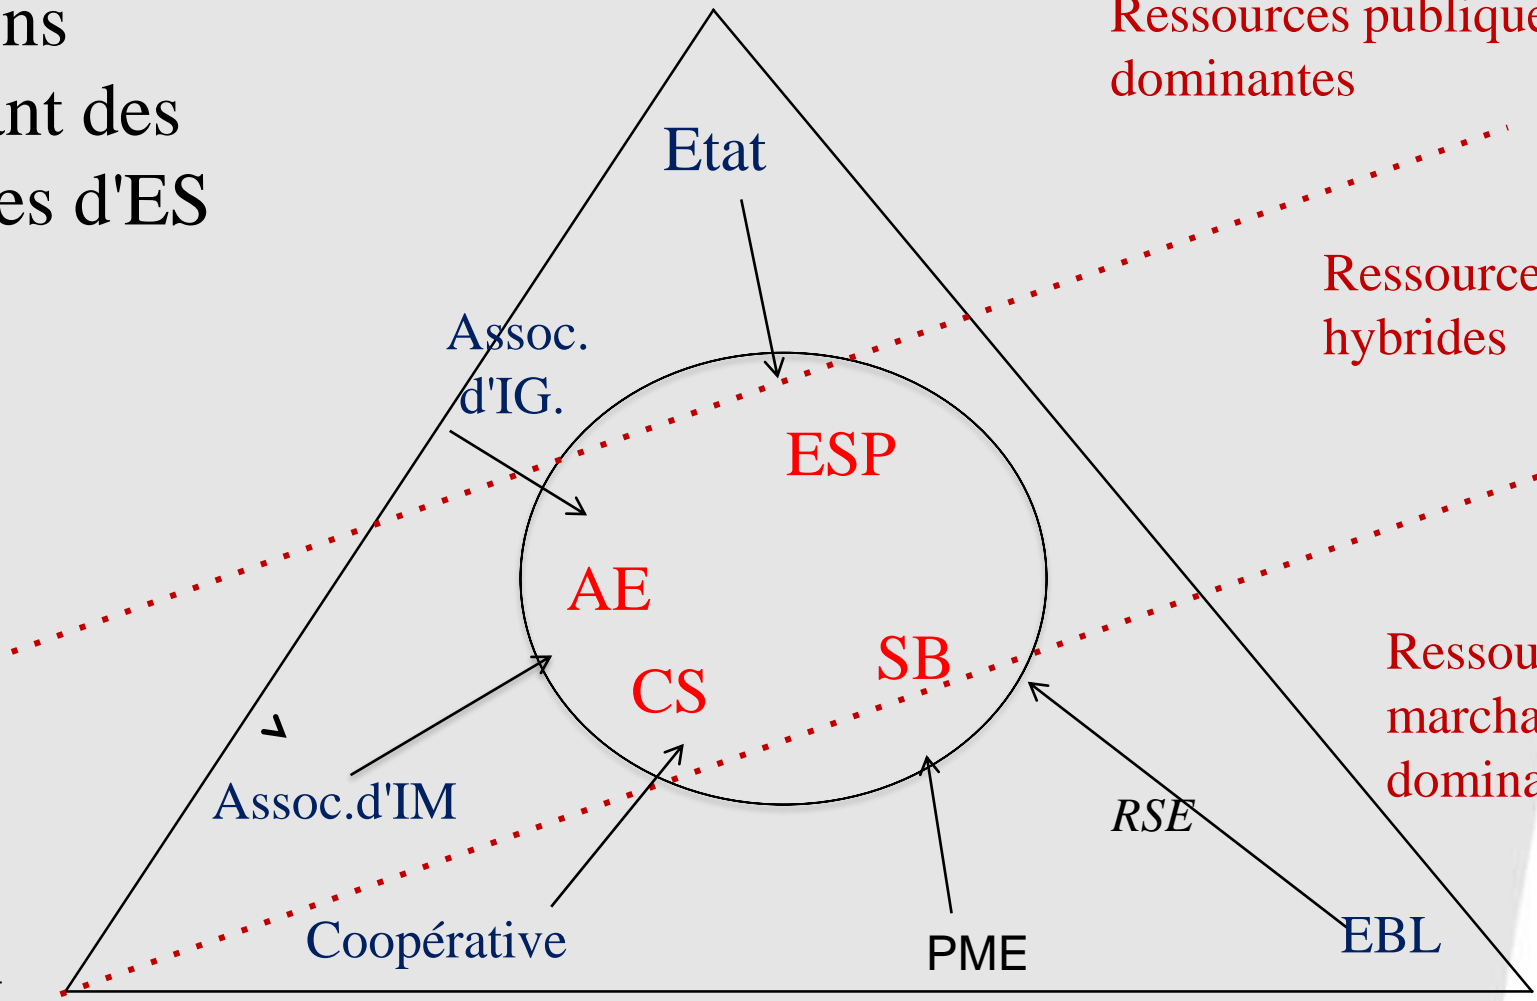 ns
ant des
es d'ES
Ressources publique
dominantes
Etat
Ressource
hybrides
Assoc.
d'IG.
ESP
AE
SB
CS
Ressou
marcha
domina
Assoc.d'IM
RSE
Coopérative
PME
EBL